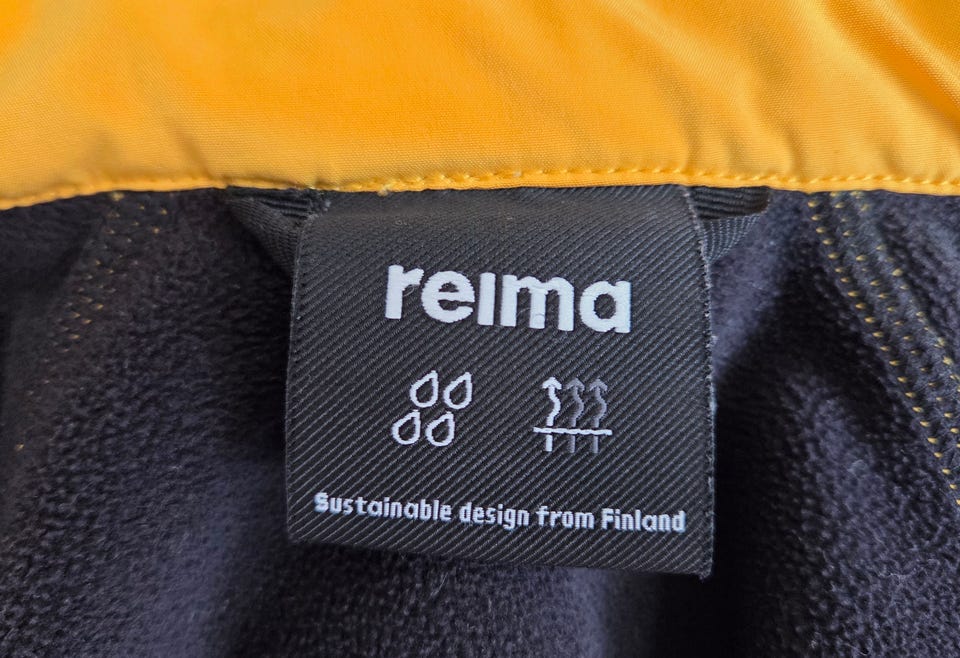 reima
Sustainable design from Finland